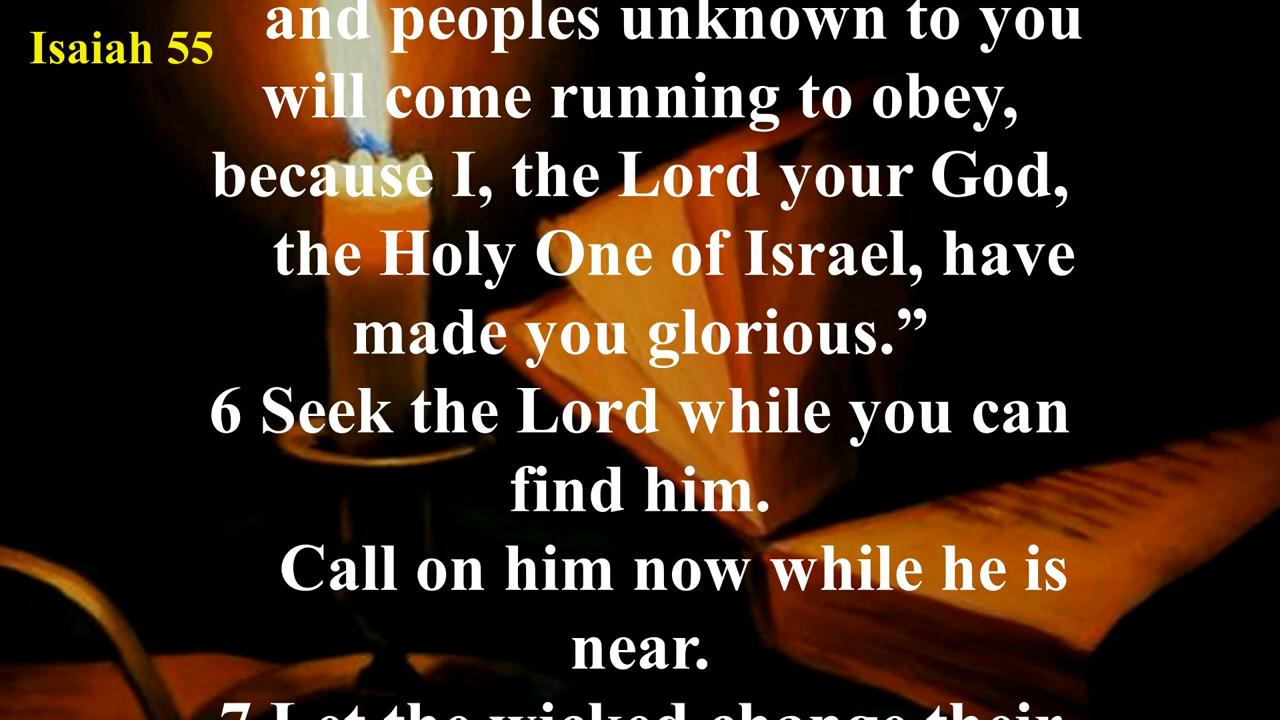 Isaiah 55
and peoples unknown to you
will come running to obey,
because I, the Lord your God,
the Holy One of Israel, have
made you glorious.”
6 Seek the Lord while you can
find him.
Call on him now while he is
near.
7 Let the wicked change their